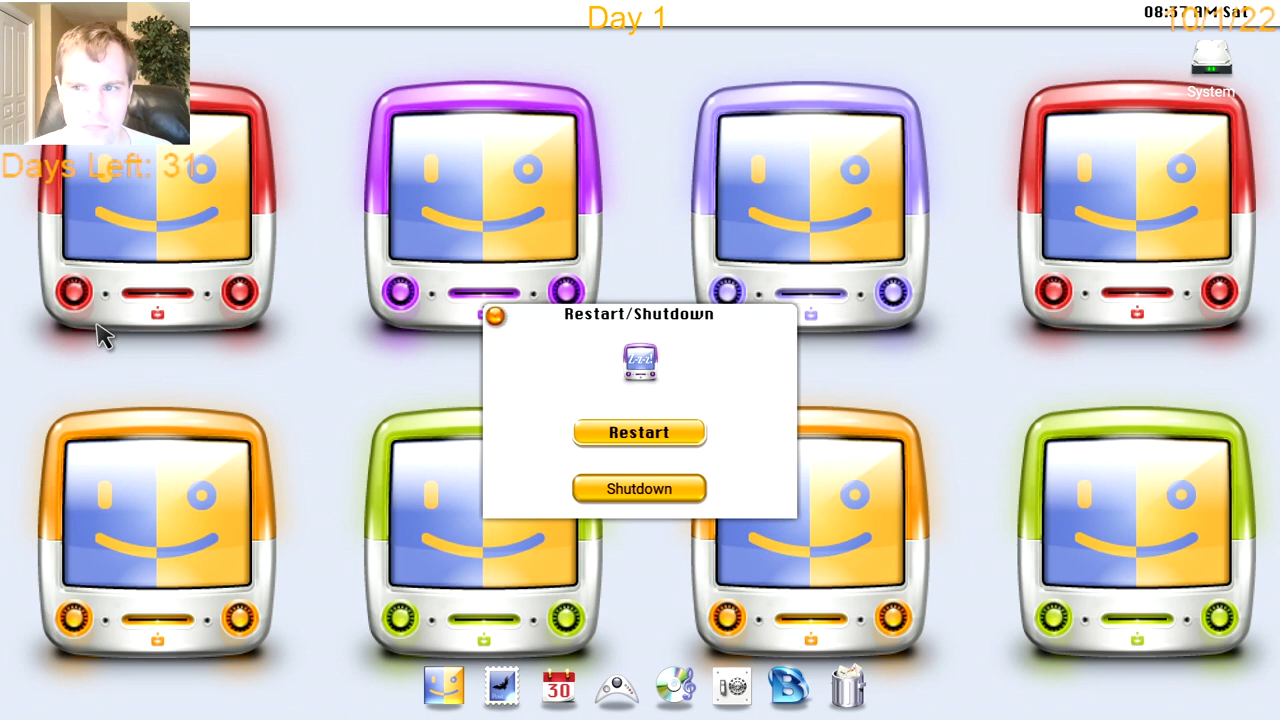 Day 1
08:37 AM Sat
10/1/22
System
Days Left: 31
Restart/Shutdown
Z-z-z!
Restart
Shutdown
30
B